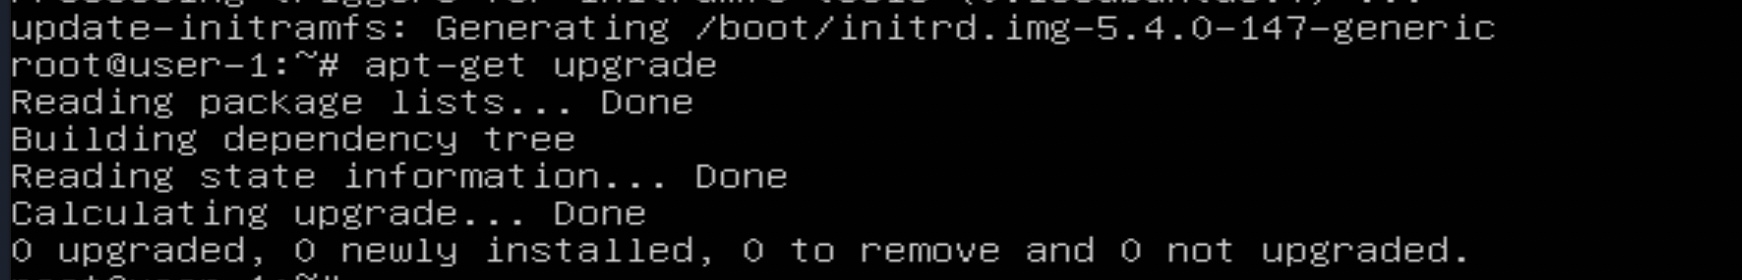 update-initramfs: Generating /boot/initrd.img-5.4.0-147-generic
root@user-1:~# apt-get upgrade
Reading package lists... Done
Building dependency tree
Reading state information... Done
Calculating upgrade... Done
0 upgraded, 0 newly installed, 0 to remove and 0 not upgraded.